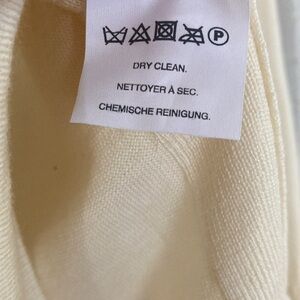 P
DRY CLEAN.
NETTOYER À SEC.
CHEMISCHE REINIGUNG.